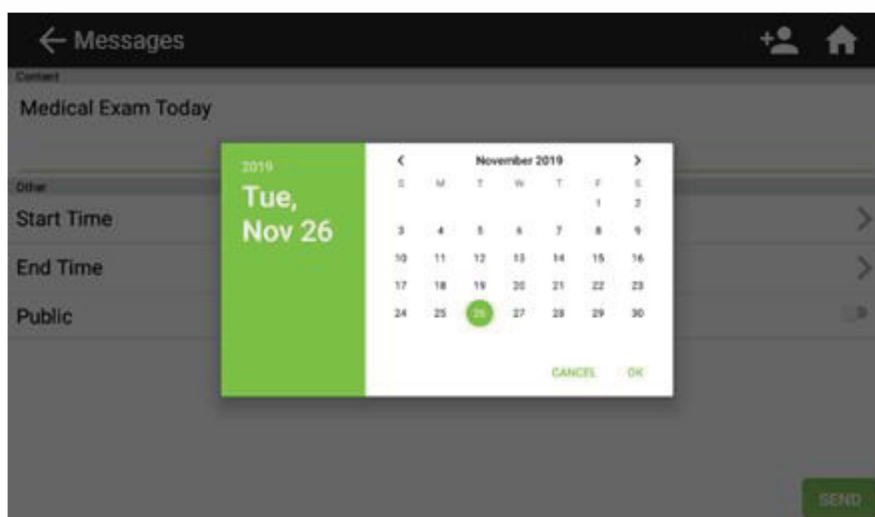 Messages
Content
Medical Exam Today
Other
Start Time
End Time
Public
2019
Tue,
Nov 26
November 2019
S M T W T F S
1 2
3 4 5 6 7 8 9
10 11 12 13 14 15 16
17 18 19 20 21 22 23
24 25 26 27 28 29 30
CANCEL OK
SEND